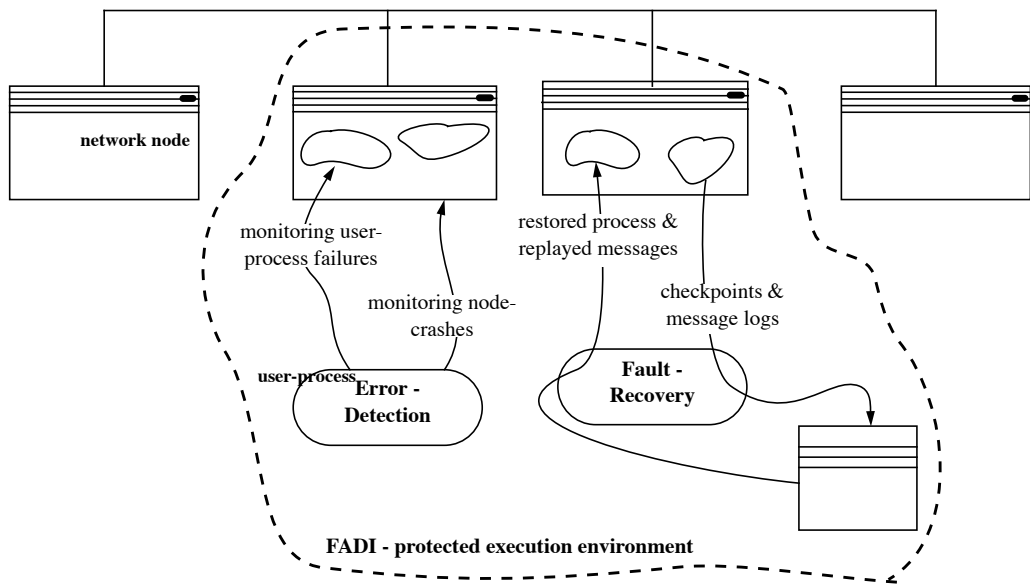 network node
monitoring user-
process failures
restored process &
replayed messages
monitoring node-
crashes
checkpoints &
message logs
user-process
Error -
Detection
Fault -
Recovery
FADI - protected execution environment